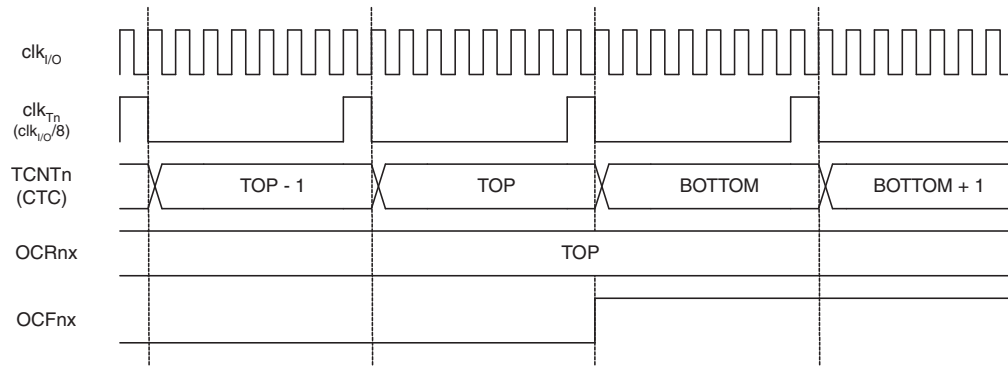 clkI/O
clkTn
(clkI/O/8)
TCNTn
(CTC)
TOP - 1
TOP
BOTTOM
BOTTOM + 1
OCRnx
TOP
OCFnx